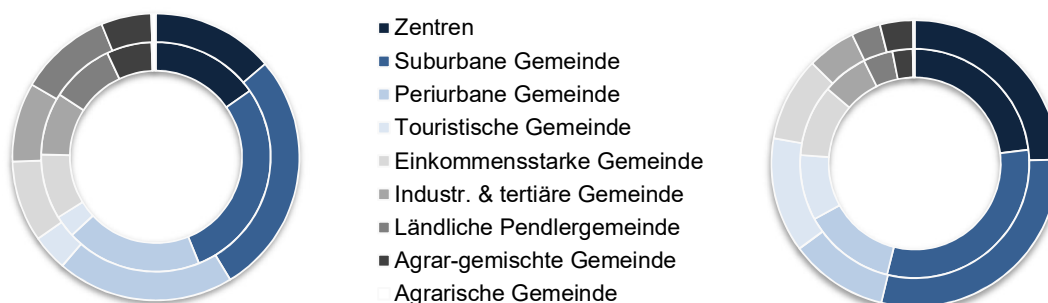 Zentren
Suburbane Gemeinde
Periurbane Gemeinde
Touristische Gemeinde
Einkommensstarke Gemeinde
Industr. & tertiäre Gemeinde
Ländliche Pendlergemeinde
Agrar-gemischte Gemeinde
Agrarische Gemeinde